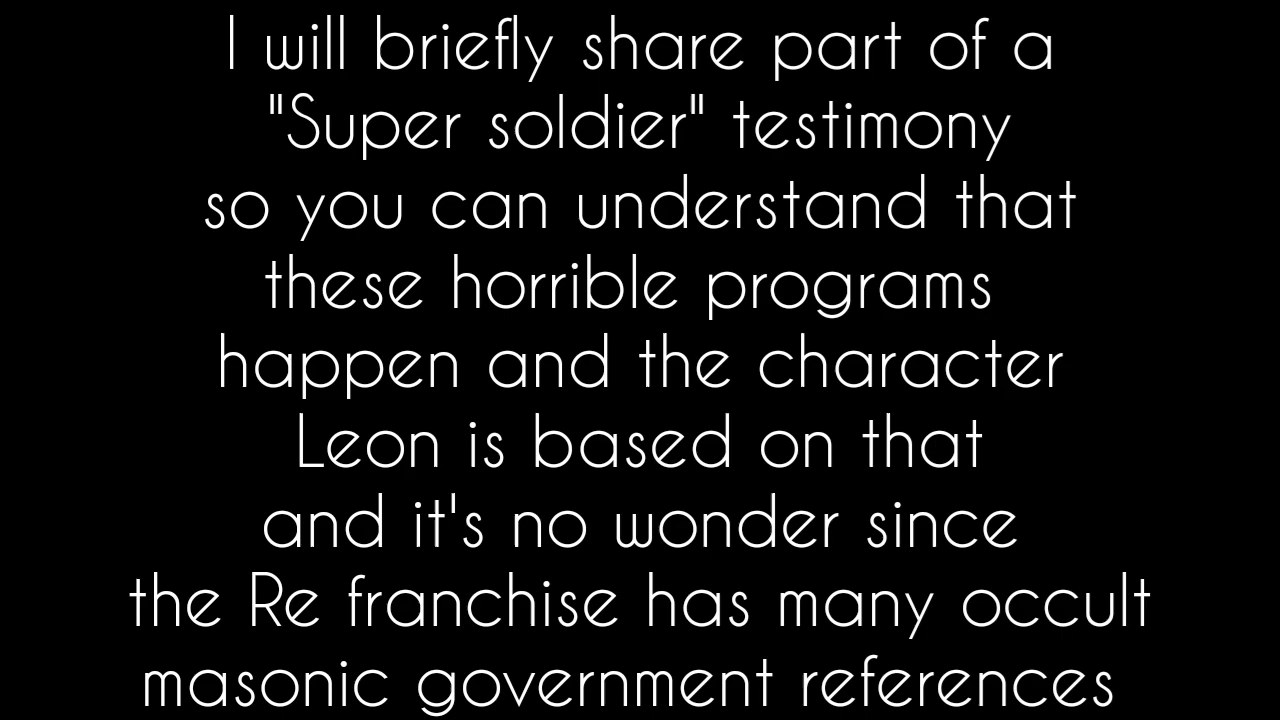 I will briefly share part of a
"Super soldier" testimony
so you can understand that
these horrible programs
happen and the character
Leon is based on that
and it's no wonder since
the Re franchise has many occult
masonic government references